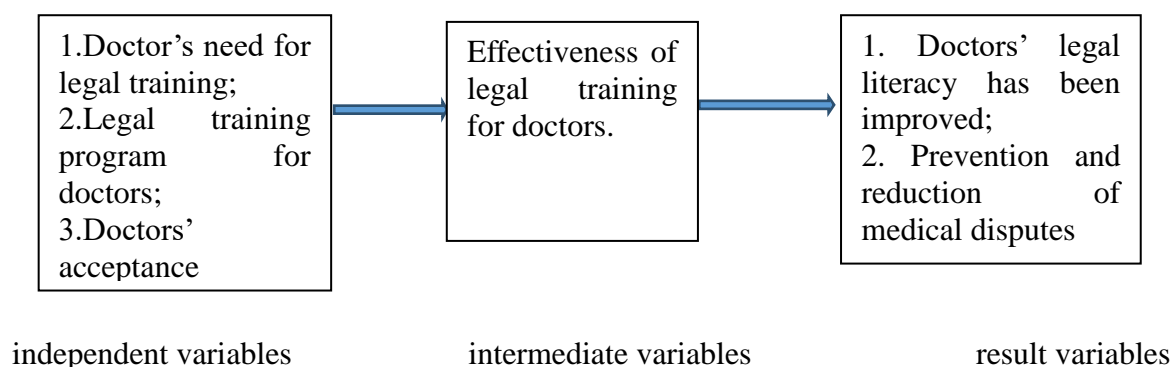 1.Doctor’s need for
legal training;
2.Legal training
program for
doctors;
3.Doctors’
acceptance
Effectiveness of
legal training
for doctors.
1. Doctors’ legal
literacy has been
improved;
2. Prevention and
reduction of
medical disputes
independent variables
intermediate variables
result variables